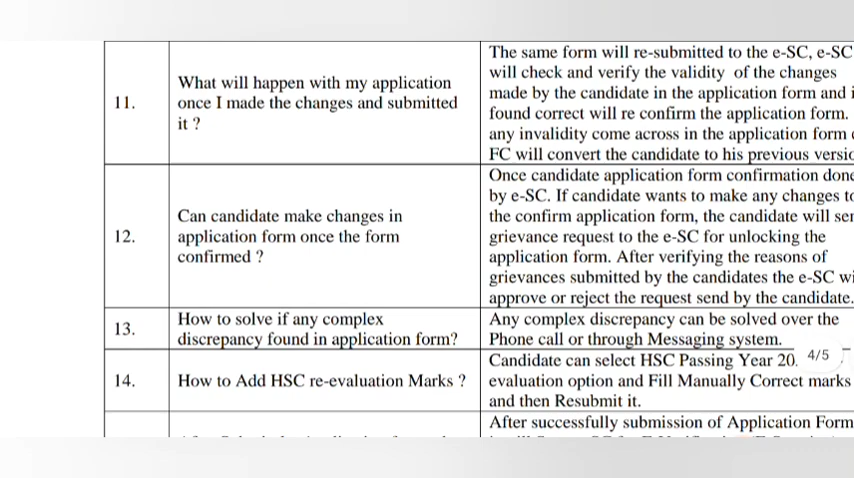 11.
What will happen with my application
once I made the changes and submitted
it ?
The same form will re-submitted to the e-SC, e-SC
will check and verify the validity of the changes
made by the candidate in the application form and
found correct will re confirm the application form.
any invalidity come across in the application form
FC will convert the candidate to his previous
12.
Can candidate make changes in
application form once the form
confirmed ?
Once candidate application form confirmation done
by e-SC. If candidate wants to make any changes to
the confirm application form, the candidate will
grievance request to the e-SC for unlocking the
application form. After verifying the reasons of
grievances submitted by the candidates the e-SC
approve or reject the request send by the candidate.
13.
How to solve if any complex
discrepancy found in application form?
Any complex discrepancy can be solved over the
Phone call or through Messaging system.
14.
How to Add HSC re-evaluation Marks ?
Candidate can select HSC Passing Year 20
evaluation option and Fill Manually Correct marks
and then Resubmit it.
4/5
After successfully submission of Application Form